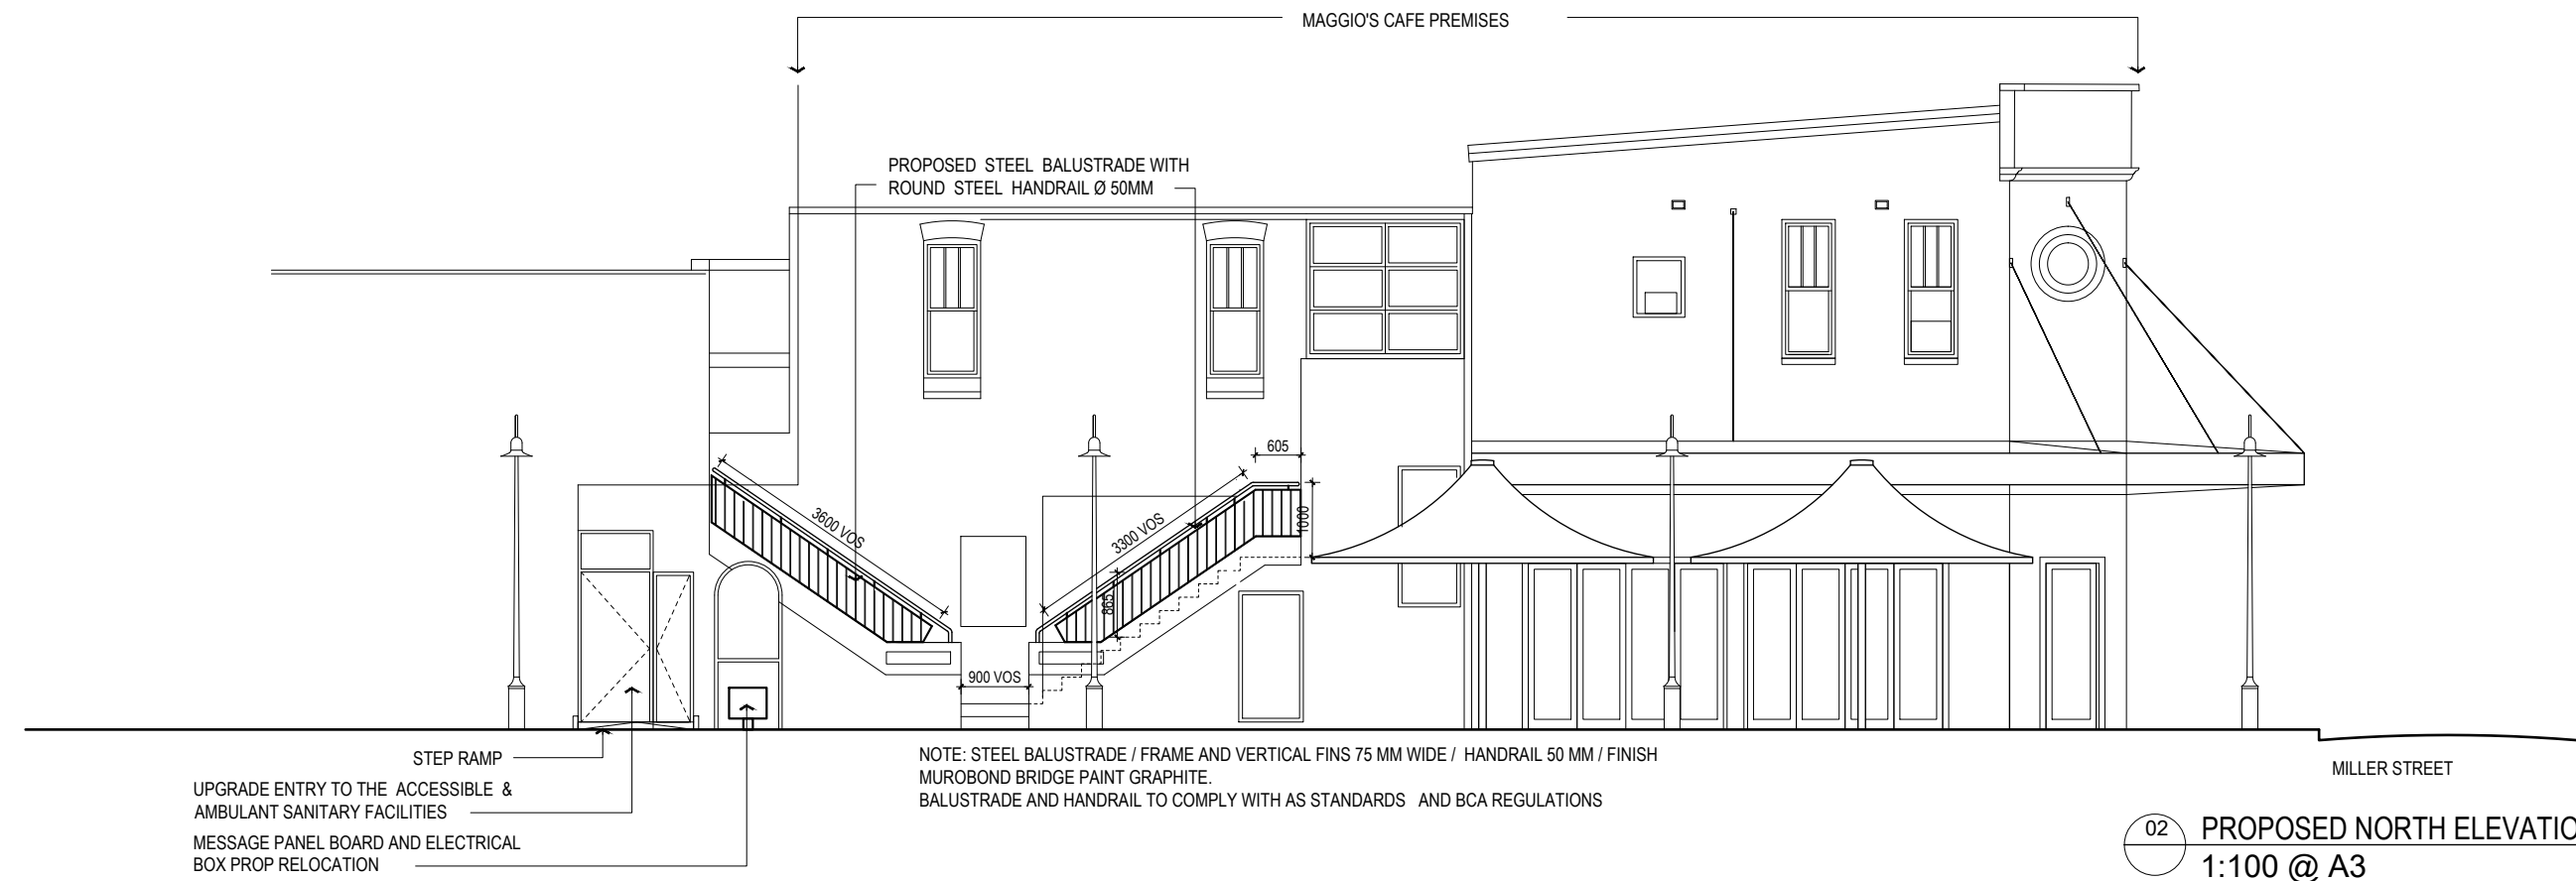 MAGGIO'S CAFE PREMISES
PROPOSED STEEL BALUSTRADE WITH
ROUND STEEL HANDRAIL Ø 50MM
605
3600 VOS
3300 VOS
1000
865
900 VOS
STEP RAMP
UPGRADE ENTRY TO THE ACCESSIBLE &
AMBULANT SANITARY FACILITIES
MESSAGE PANEL BOARD AND ELECTRICAL
BOX PROP RELOCATION
NOTE: STEEL BALUSTRADE / FRAME AND VERTICAL FINS 75 MM WIDE / HANDRAIL 50 MM / FINISH
MUROBOND BRIDGE PAINT GRAPHITE.
BALUSTRADE AND HANDRAIL TO COMPLY WITH AS STANDARDS AND BCA REGULATIONS
MILLER STREET
02
PROPOSED NORTH ELEVATIO
1:100 @ A3